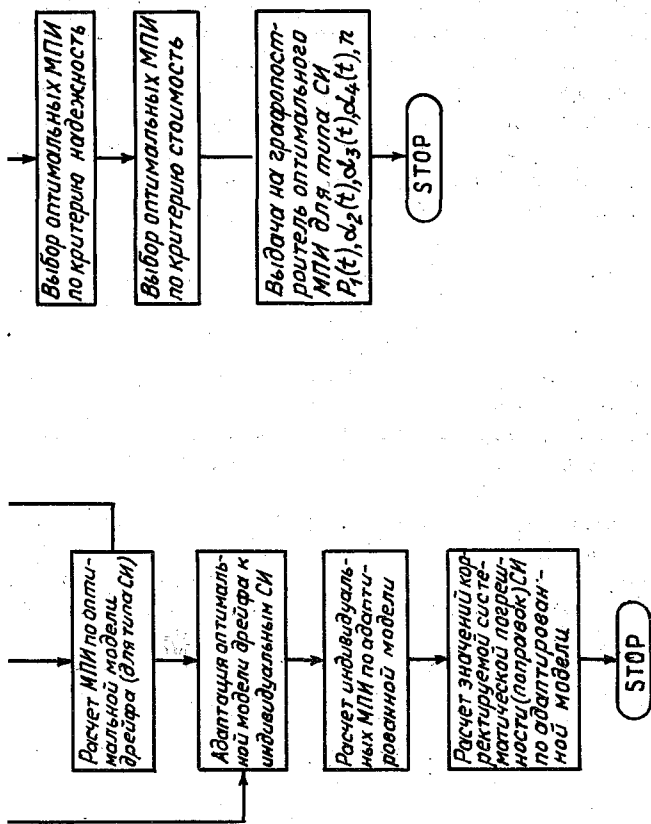 Расчет МПИ по опти-
мальной модели
дрейфа (для типа СИ)
Адаптация оптималь-
ной модели дрейфа к
индивидуальным СИ
Расчет индивидуаль-
ных МПИ по адапти-
рованной модели
Расчет значений кор-
ректируемой систе-
матической погреш-
ности (поправок) СИ
по адаптирован-
ной модели
STOP
Выбор оптимальных МПИ
по критерию надежность
Выбор оптимальных МПИ
по критерию стоимость
Выдача на графопост-
роитель оптимального
МПИ для типа СИ
P₁(t), α₂(t), α₃(t), α₄(t), n
STOP